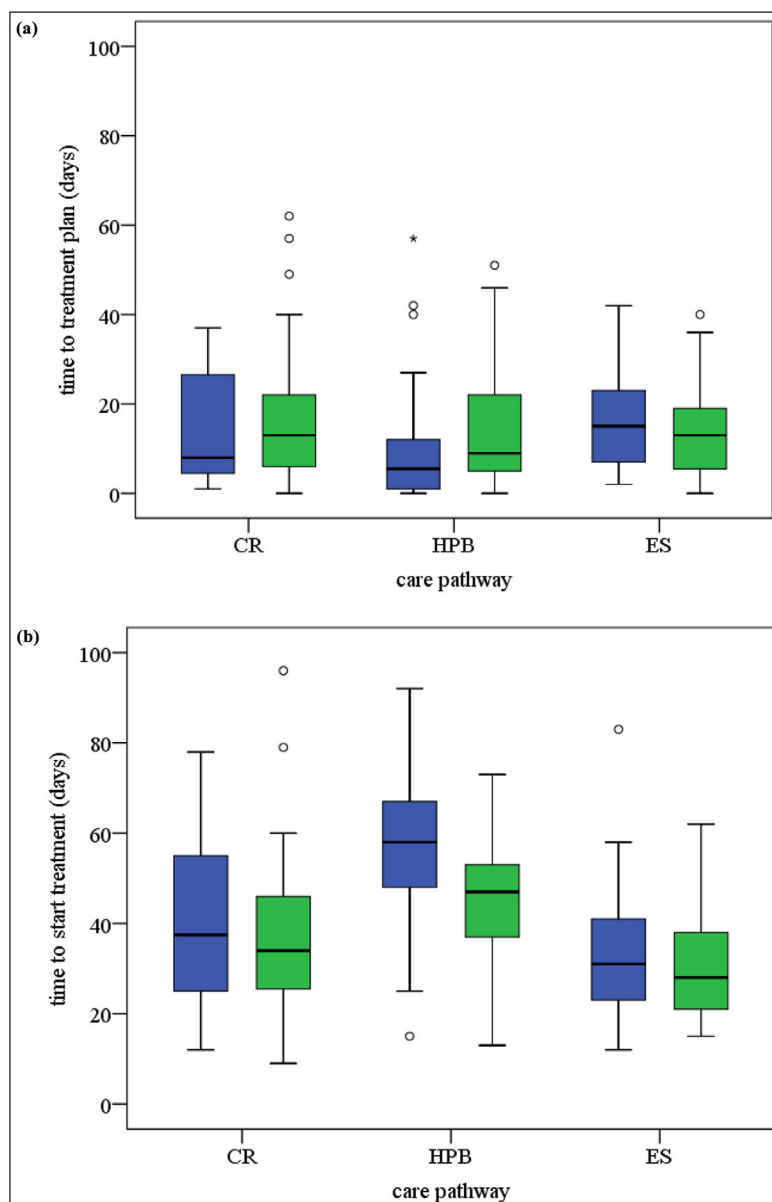 (a)
time to treatment plan (days)
100
80
60
40
20
0
CR HPB ES
care pathway
(b)
time to start treatment (days)
100
80
60
40
20
0
CR HPB ES
care pathway